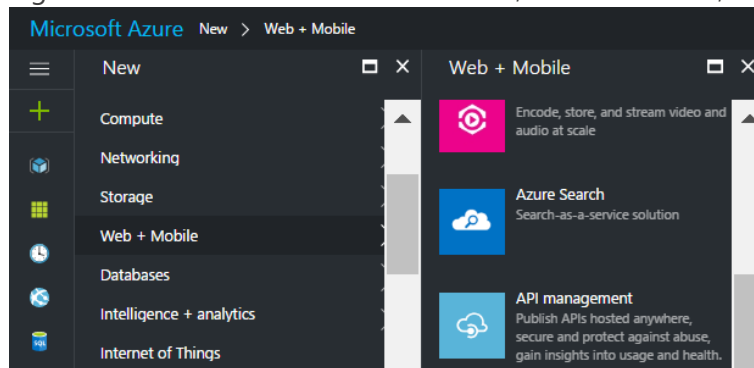 Microsoft Azure New > Web + Mobile
New
Compute
Networking
Storage
Web + Mobile
Databases
Intelligence + analytics
Internet of Things
Web + Mobile
Encode, store, and stream video and
audio at scale
Azure Search
Search-as-a-service solution
API management
Publish APIs hosted anywhere,
secure and protect against abuse,
gain insights into usage and health.
SQL